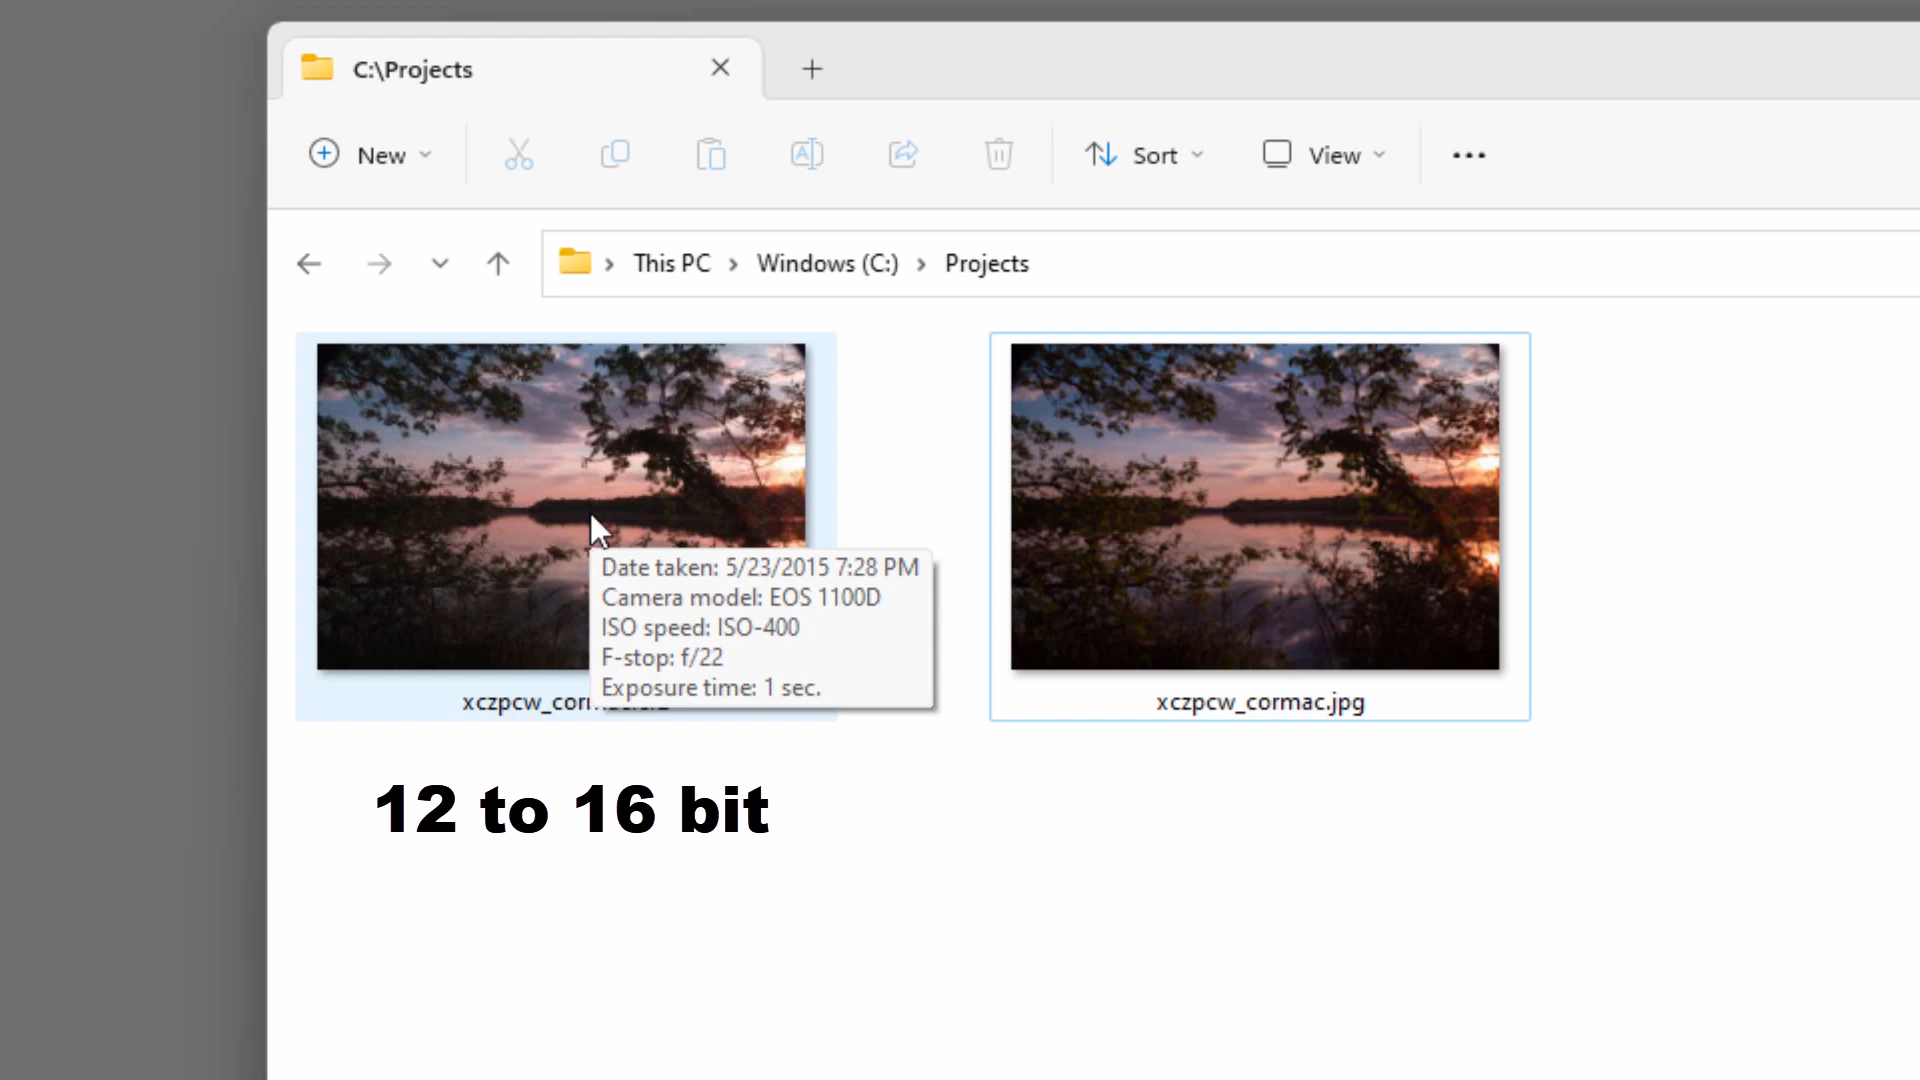 C:\Projects
New
Sort
View
This PC
Windows (C:)
Projects
Date taken: 5/23/2015 7:28 PM
Camera model: EOS 1100D
ISO speed: ISO-400
F-stop: f/22
Exposure time: 1 sec.
xczpcw_cormac.jpg
12 to 16 bit